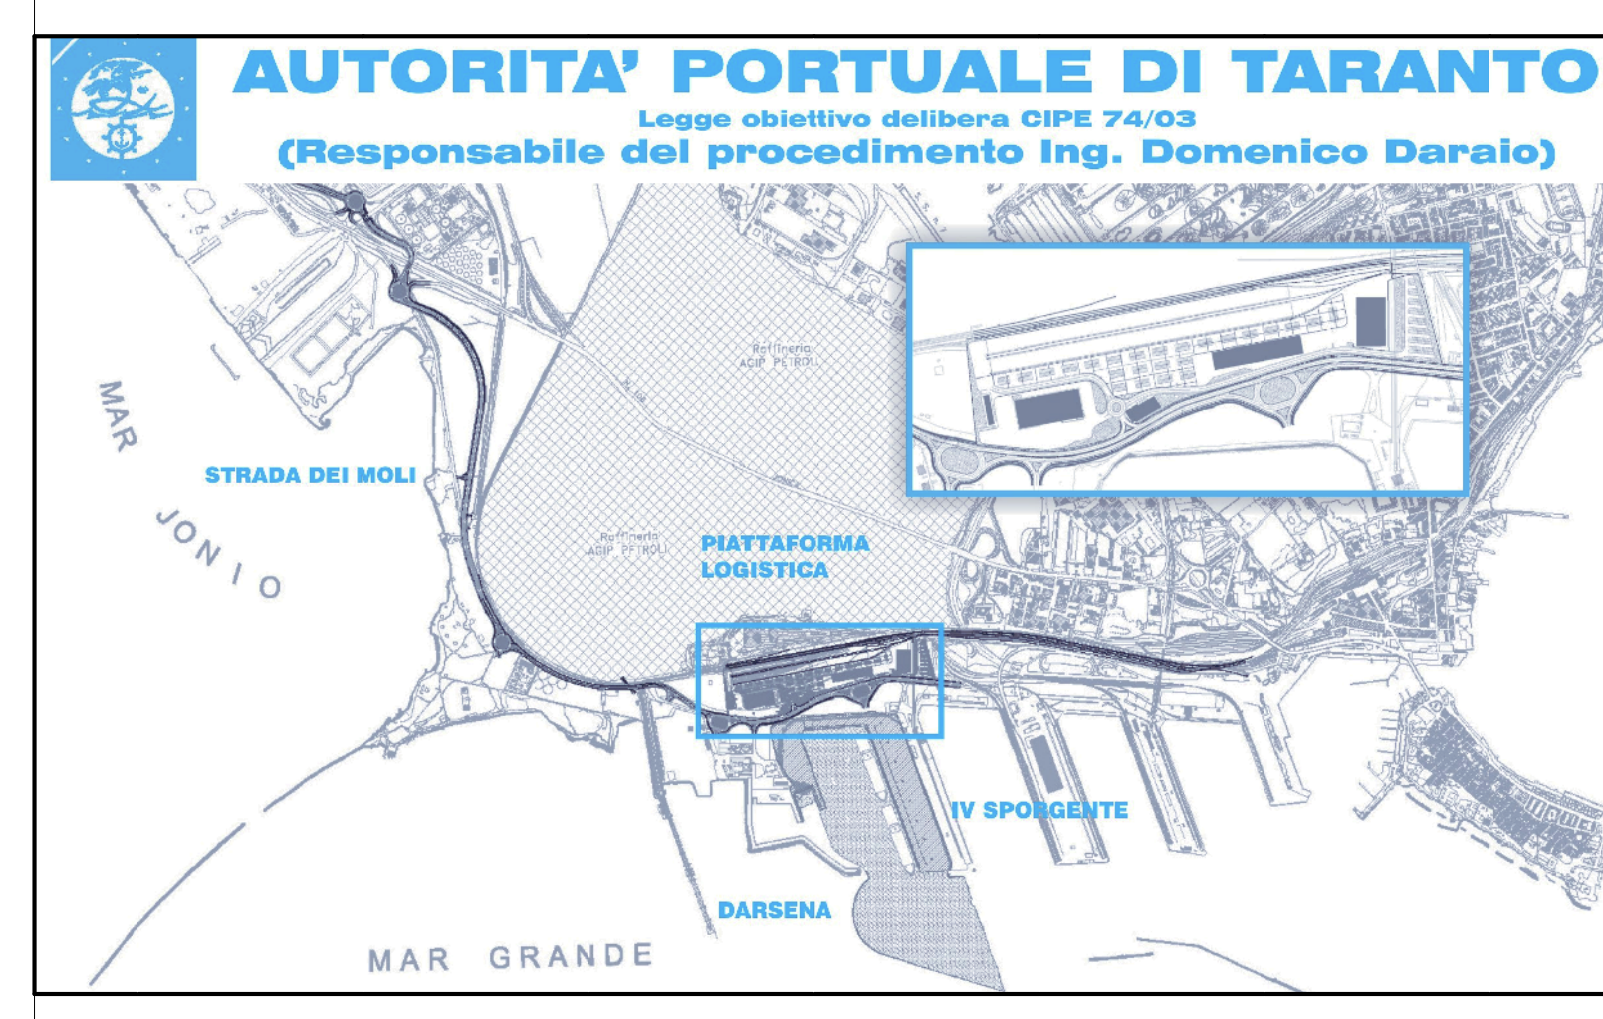 AUTORITA' PORTUALE DI TARANTO
Legge obiettivo delibera CIPE 74/03
(Responsabile del procedimento Ing. Domenico Daraio)
Raffineria
AGIP PETROLI
MAR
JONIO
STRADA DEI MOLI
Raffineria
AGIP PETROLI
PIATTAFORMA
LOGISTICA
IV SPORGENTE
DARSENA
MAR GRANDE